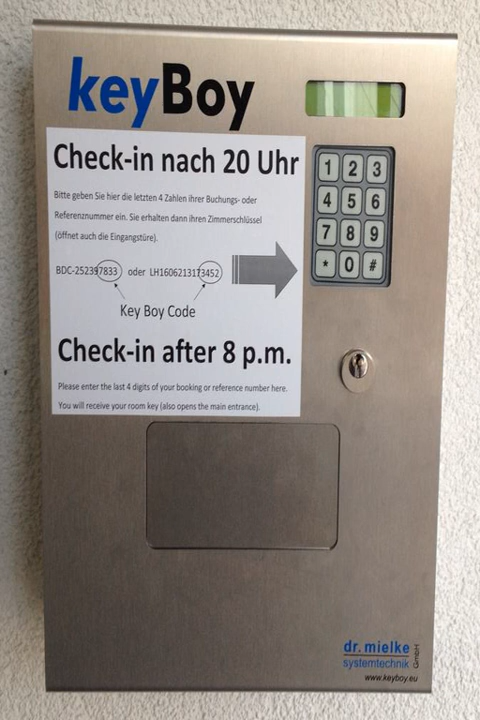 keyBoy
Check-in nach 20 Uhr
Bitte geben Sie hier die letzten 4 Zahlen ihrer Buchungs- oder
Referenznummer ein. Sie erhalten dann ihren Zimmerschlüssel
(öffnet auch die Eingangstüre).
BDC-252397833 oder LH1606213173452
Key Boy Code
Check-in after 8 p.m.
Please enter the last 4 digits of your booking or reference number here.
You will receive your room key (also opens the main entrance).
1 2 3
4 5 6
7 8 9
* 0 #
dr. mielke
systemtechnik GmbH
www.keyboy.eu